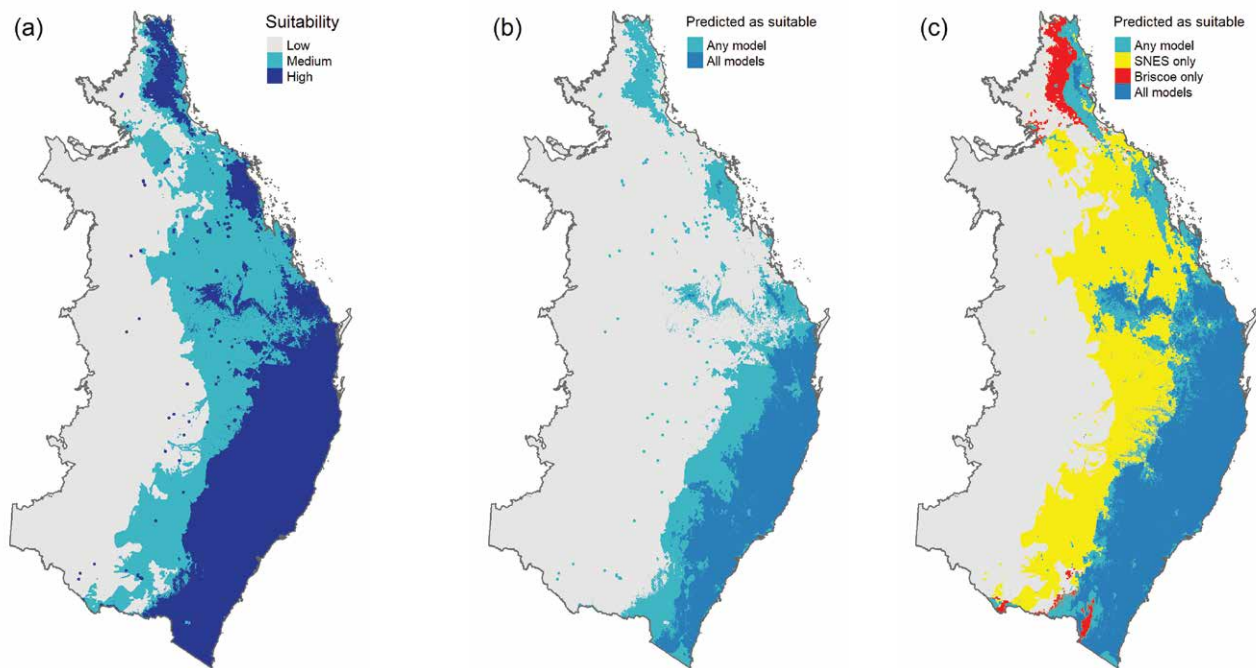 (a)
Suitability
Low
Medium
High
(b)
Predicted as suitable
Any model
All models
(c)
Predicted as suitable
Any model
SNES only
Briscoe only
All models